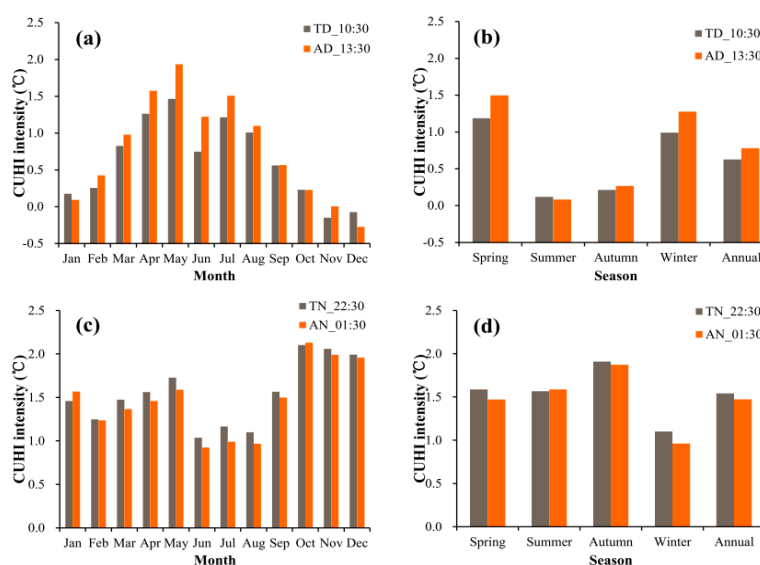 (a)
TD_10:30
AD_13:30
CUHI intensity (℃)
2.5
2.0
1.5
1.0
0.5
0.0
-0.5
Jan Feb Mar Apr May Jun Jul Aug Sep Oct Nov Dec
Month
(b)
TD_10:30
AD_13:30
CUHI intensity (℃)
2.5
2.0
1.5
1.0
0.5
0.0
-0.5
Spring Summer Autumn Winter Annual
Season
(c)
TN_22:30
AN_01:30
CUHI intensity (℃)
2.5
2.0
1.5
1.0
0.5
0.0
Jan Feb Mar Apr May Jun Jul Aug Sep Oct Nov Dec
Month
(d)
TN_22:30
AN_01:30
CUHI intensity (℃)
2.5
2.0
1.5
1.0
0.5
0.0
Spring Summer Autumn Winter Annual
Season